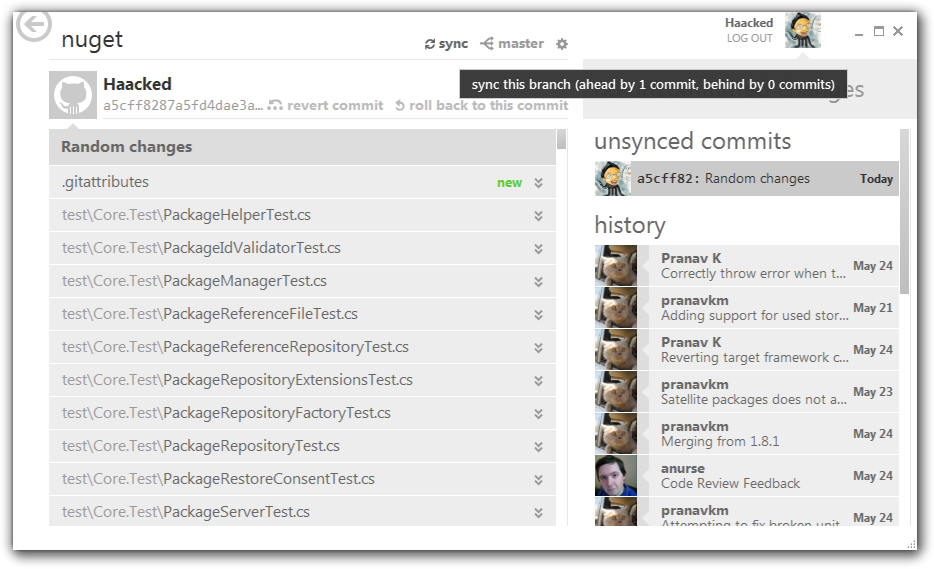 nuget
sync
master
Haacked
LOG OUT
Haacked
a5cff8287a5fd4dae3a...
revert commit
roll back to this commit
sync this branch (ahead by 1 commit, behind by 0 commits)
Random changes
.gitattributes
new
test\Core.Test\PackageHelperTest.cs
test\Core.Test\PackageIdValidatorTest.cs
test\Core.Test\PackageManagerTest.cs
test\Core.Test\PackageReferenceFileTest.cs
test\Core.Test\PackageReferenceRepositoryTest.cs
test\Core.Test\PackageRepositoryExtensionsTest.cs
test\Core.Test\PackageRepositoryFactoryTest.cs
test\Core.Test\PackageRepositoryTest.cs
test\Core.Test\PackageRestoreConsentTest.cs
test\Core.Test\PackageServerTest.cs
unsynced commits
a5cff82: Random changes
Today
history
Pranav K
Correctly throw error when t...
May 24
pranavkm
Adding support for used stor...
May 21
Pranav K
Reverting target framework c...
May 24
pranavkm
Satellite packages does not a...
May 23
pranavkm
Merging from 1.8.1
May 24
anurse
Code Review Feedback
May 24
pranavkm
Attempting to fix broken unit
May 24